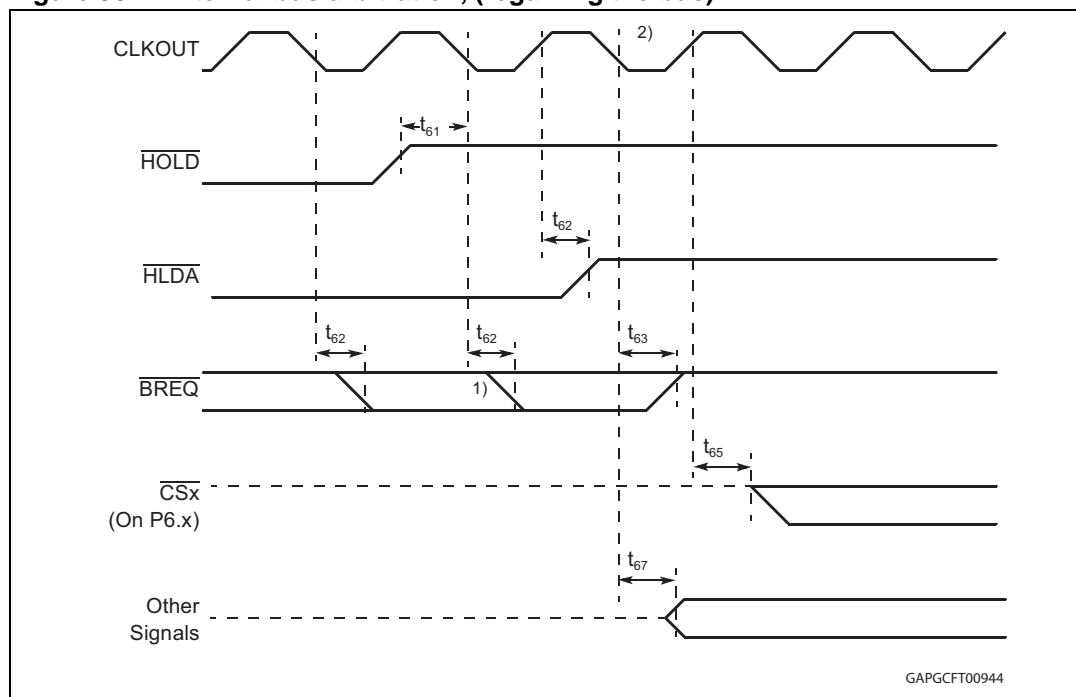 CLKOUT
2)
t61
HOLD
t62
HLDA
t62
t62
t63
BREQ
1)
t65
CSx
(On P6.x)
t67
Other
Signals
GAPGCFT00944